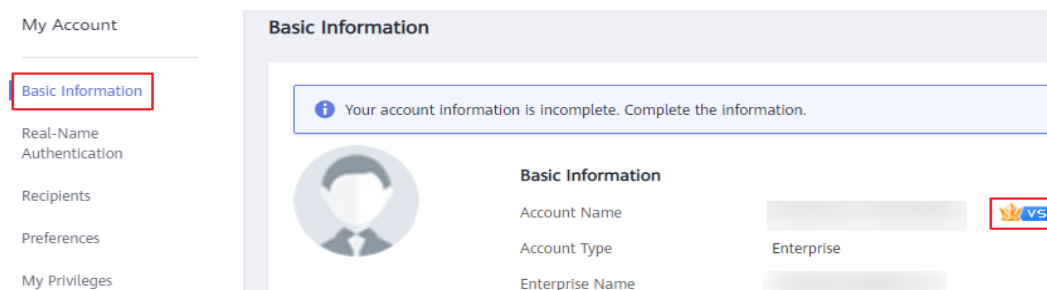 My Account
Basic Information
Basic Information
Real-Name
Authentication
Recipients
Preferences
My Privileges
Your account information is incomplete. Complete the information.
Basic Information
Account Name
Account Type Enterprise
Enterprise Name